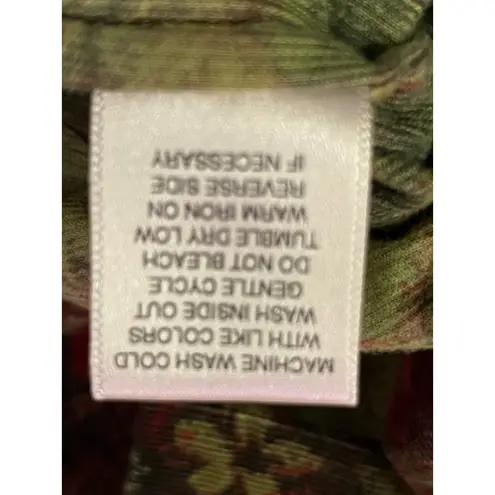 MACHINE WASH COLD
WITH LIKE COLORS
WASH INSIDE OUT
GENTLE CYCLE
DO NOT BLEACH
TUMBLE DRY LOW
WARM IRON ON
REVERSE SIDE
IF NECESSARY